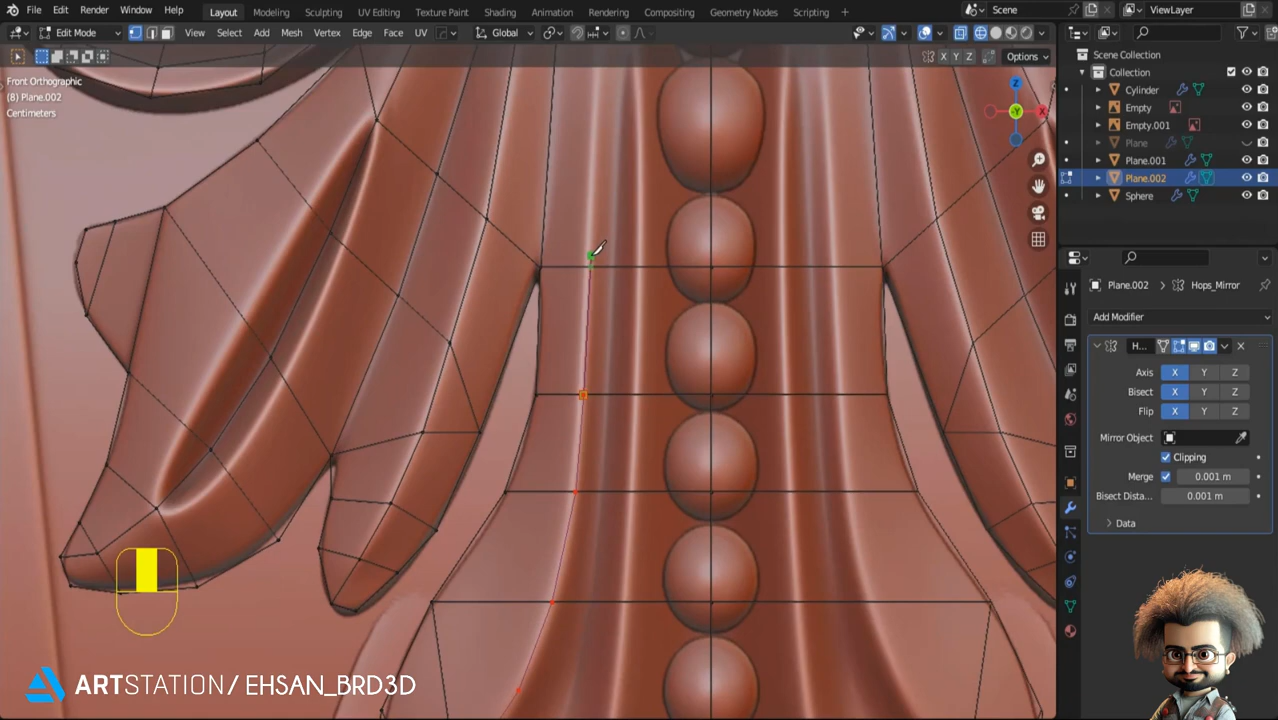 File Edit Render Window Help Layout Modeling Sculpting UV Editing Texture Paint Shading Animation Rendering Compositing Geometry Nodes Scripting + Scene ViewLayer
Edit Mode View Select Add Mesh Vertex Edge Face UV Global
X Y Z Options
Front Orthographic
(8) Plane.002
Centimeters
Z
-Y
X
Scene Collection
Collection
Cylinder
Empty
Empty.001
Plane
Plane.001
Plane.002
Sphere
Plane.002 Hops_Mirror
Add Modifier
H...
Axis X Y Z
Bisect X Y Z
Flip X Y Z
Mirror Object
Clipping
Merge 0.001 m
Bisect Dista... 0.001 m
Data
ARTSTATION/ EHSAN_BRD3D